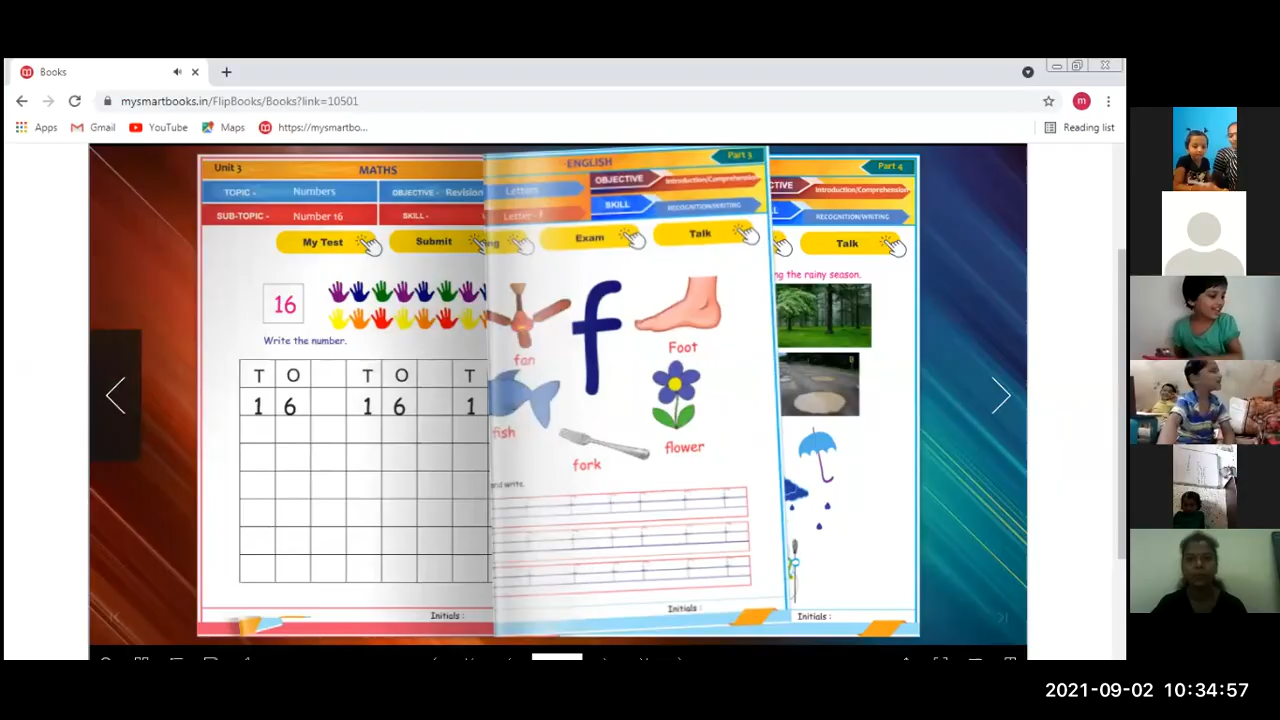 Books
mysmartbooks.in/FlipBooks/Books?link=10501
Apps
Gmail
YouTube
Maps
https://mysmartbo...
Reading list
Unit 3
MATHS
TOPIC -
Numbers
OBJECTIVE -
Revision
SUB-TOPIC -
Number 16
SKILL -
My Test
Submit
16
Write the number.
T O T O T
1 6 1 6 1
Initials :
ENGLISH
Part 3
Letters
OBJECTIVE
Introduction/Comprehension
Letter - f
SKILL
RECOGNITION/WRITING
Exam
Talk
f
fan
Foot
fish
flower
fork
and write.
Initials :
Part 4
Introduction/Comprehension
RECOGNITION/WRITING
Talk
the rainy season.
Initials :
2021-09-02 10:34:57